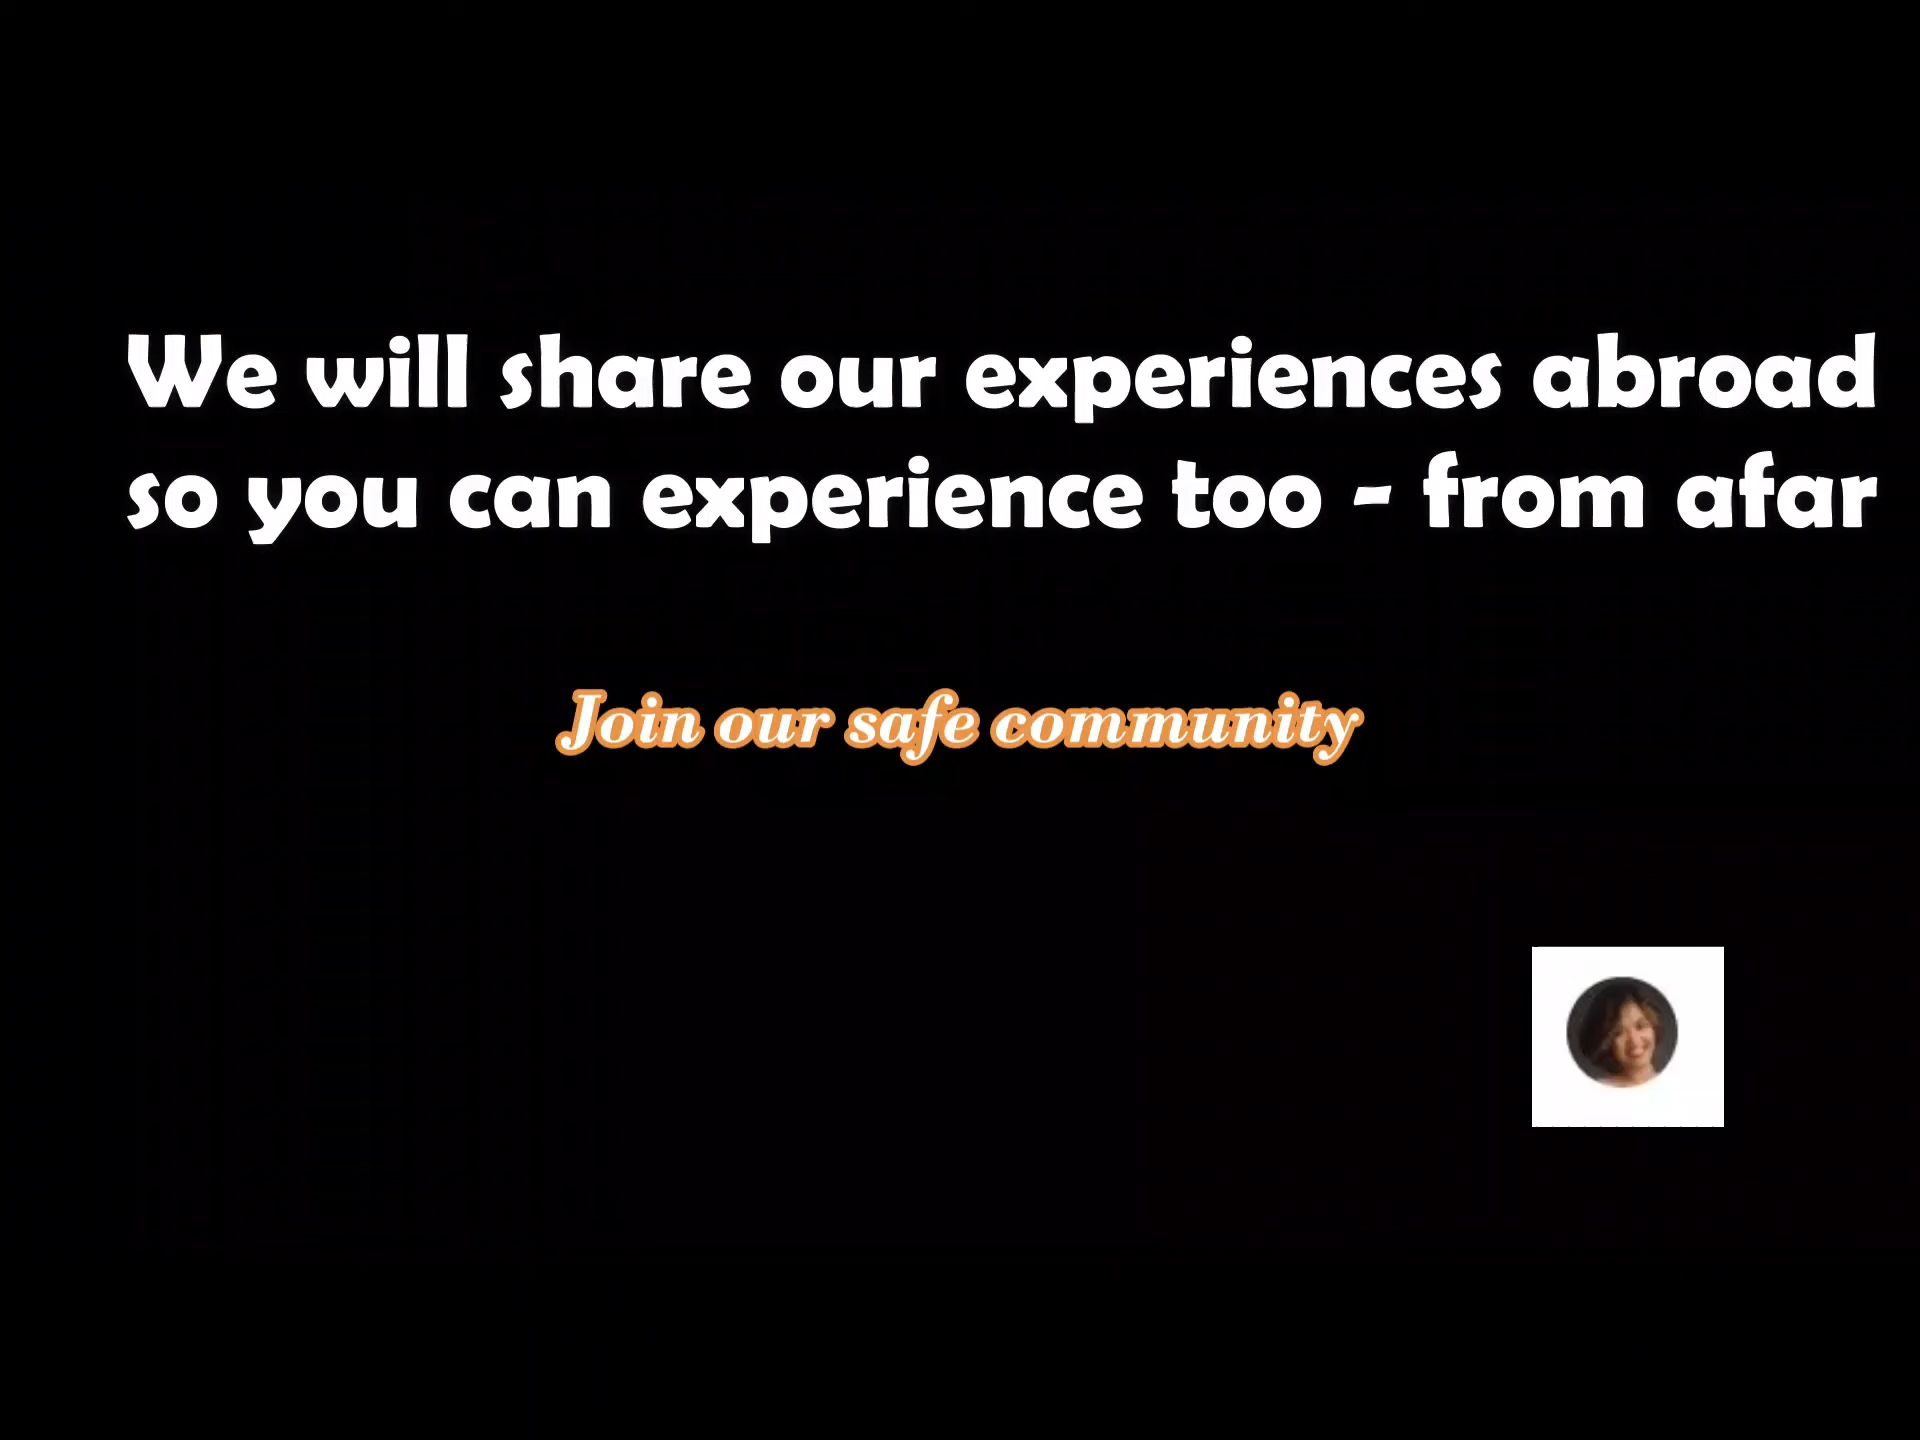 We will share our experiences abroad
so you can experience too - from afar
Join our safe community